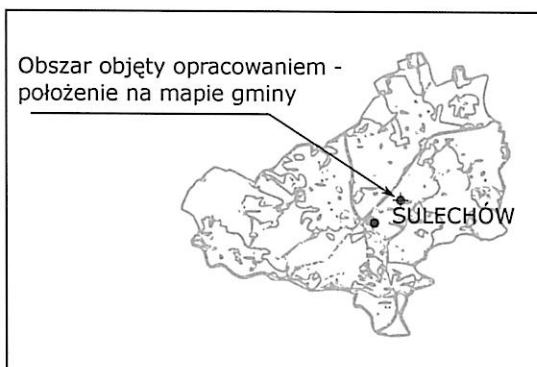 Obszar objęty opracowaniem -
położenie na mapie gminy
SULECHÓW